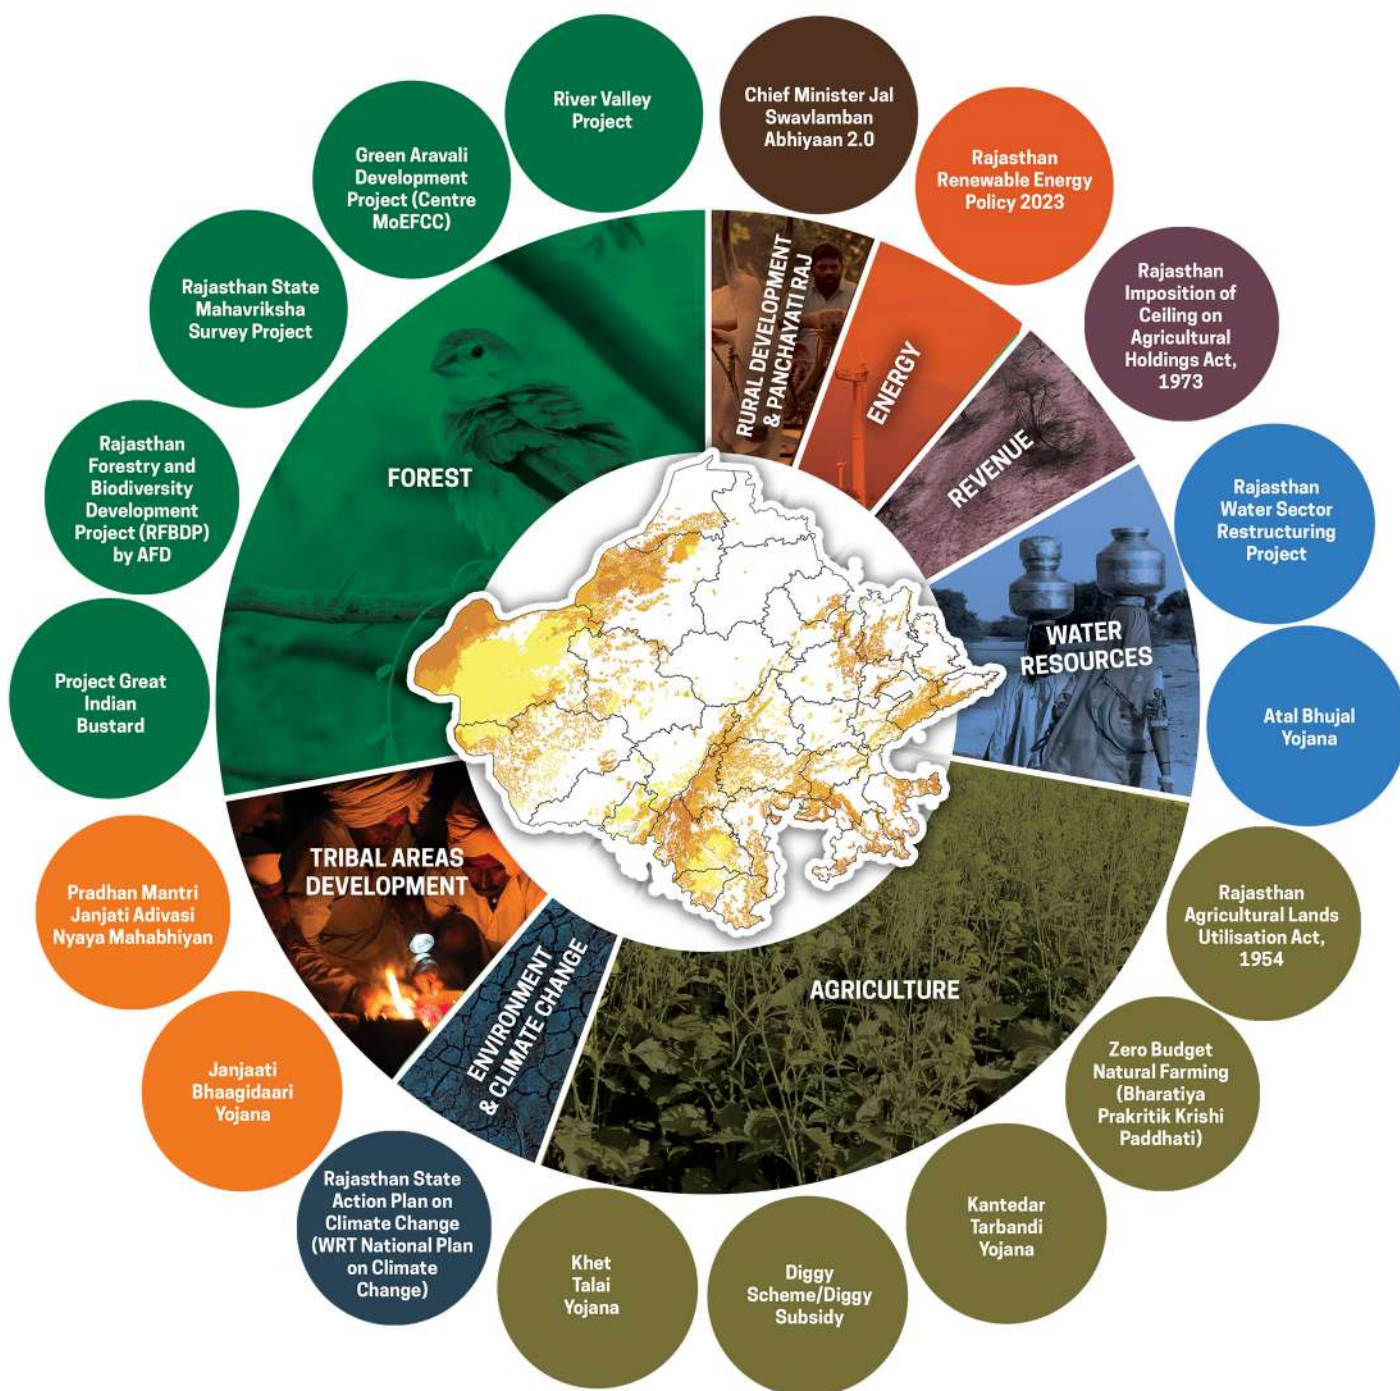 River Valley
Project
Chief Minister Jal
Swavlamban
Abhiyaan 2.0
Rajasthan
Renewable Energy
Policy 2023
Rajasthan
Imposition of
Ceiling on
Agricultural
Holdings Act,
1973
Rajasthan
Water Sector
Restructuring
Project
Atal Bhujal
Yojana
Rajasthan
Agricultural Lands
Utilisation Act,
1954
Zero Budget
Natural Farming
(Bharatiya
Prakritik Krishi
Paddhati)
Kantedar
Tarbandi
Yojana
Diggy
Scheme/Diggy
Subsidy
Khet
Talai
Yojana
Rajasthan State
Action Plan on
Climate Change
(WRT National Plan
on Climate
Change)
Janjaati
Bhaagidaari
Yojana
Pradhan Mantri
Janjati Adivasi
Nyaya Mahabhiyan
Project Great
Indian
Bustard
Rajasthan
Forestry and
Biodiversity
Development
Project (RFBDP)
by AFD
Rajasthan State
Mahavriksha
Survey Project
Green Aravali
Development
Project (Centre
MoEFCC)
FOREST
RURAL DEVELOPMENT
& PANCHAYATI RAJ
ENERGY
REVENUE
WATER
RESOURCES
AGRICULTURE
ENVIRONMENT
& CLIMATE CHANGE
TRIBAL AREAS
DEVELOPMENT